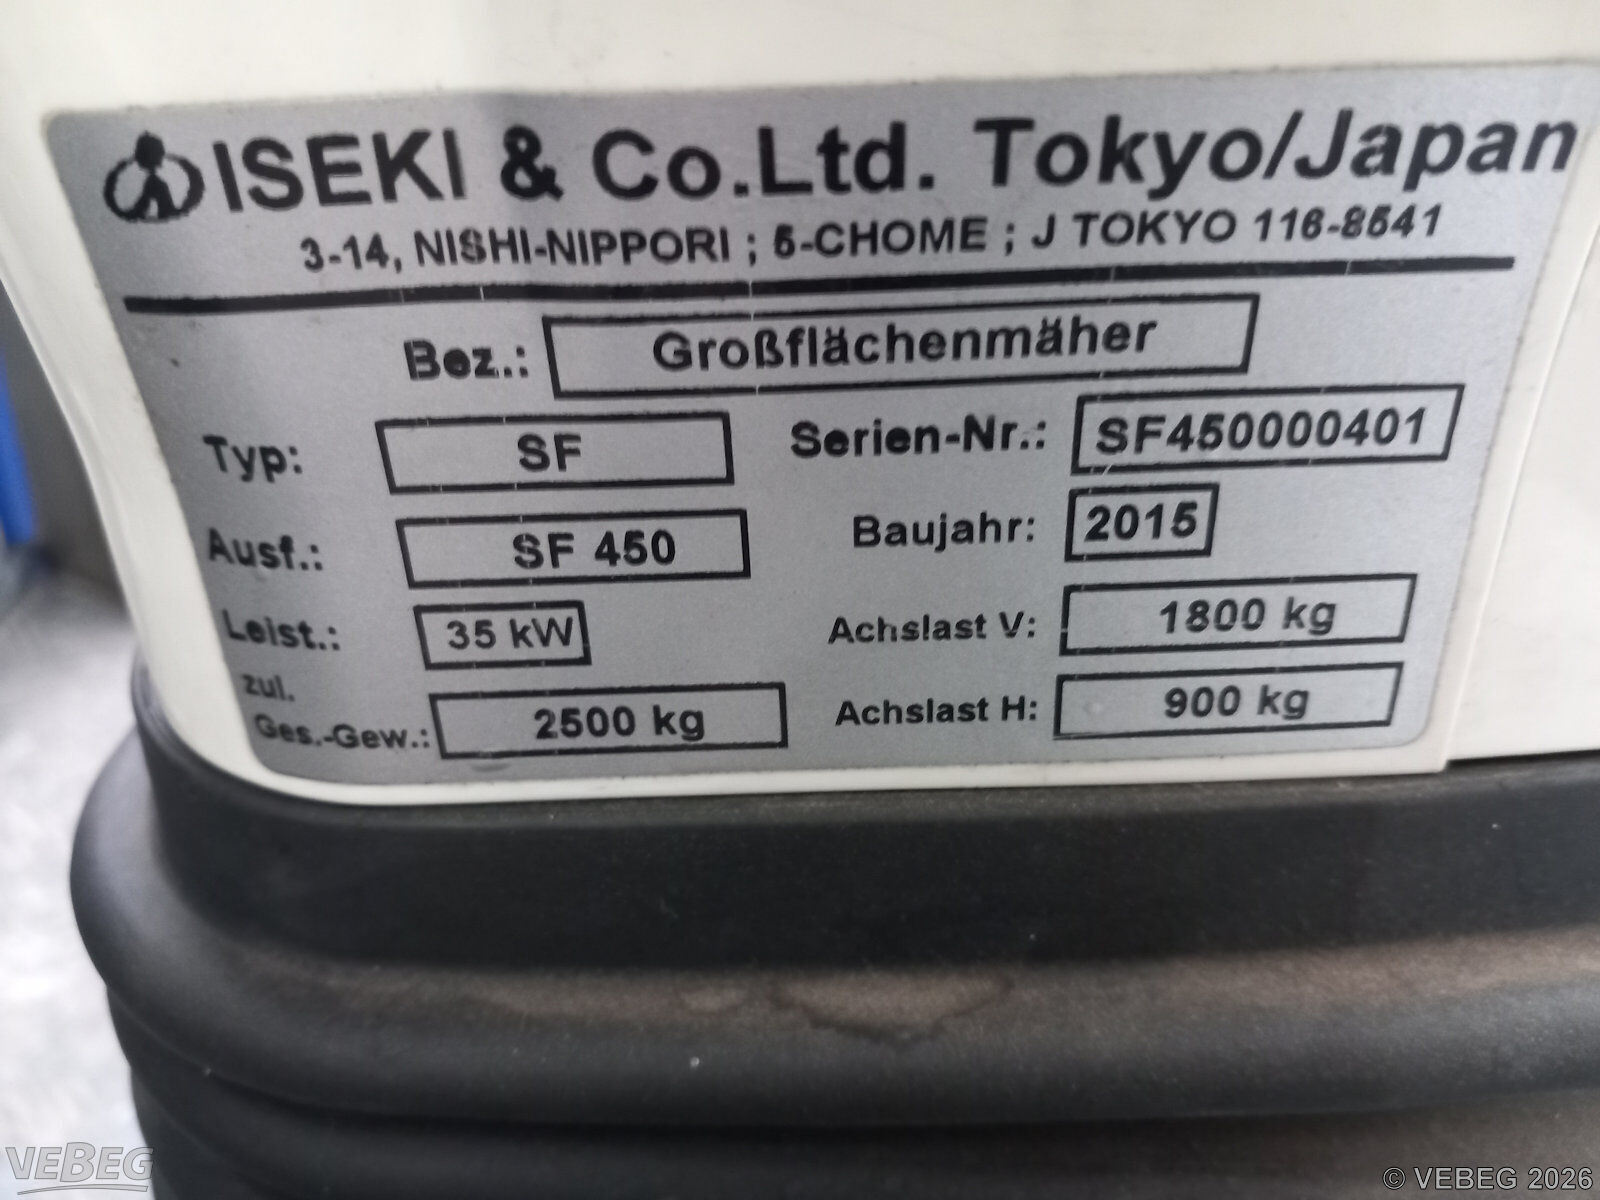 ISEKI & Co.Ltd. Tokyo/Japan
3-14, NISHI-NIPPORI ; 5-CHOME ; J TOKYO 116-8541
Bez.: Großflächenmäher
Typ: SF Serien-Nr.: SF450000401
Ausf.: SF 450 Baujahr: 2015
Leist.: 35 kW Achslast V: 1800 kg
zul.
Ges.-Gew.: 2500 kg Achslast H: 900 kg
VEBEG
© VEBEG 2026